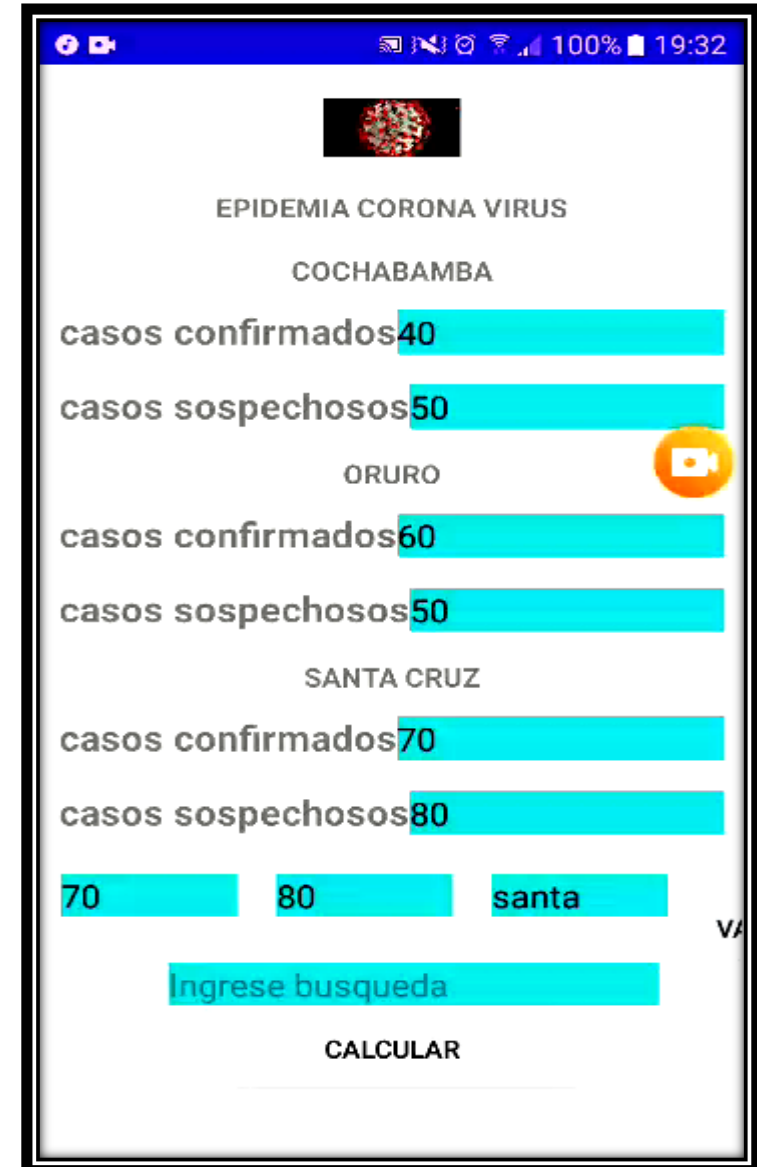 100% 19:32
EPIDEMIA CORONA VIRUS
COCHABAMBA
casos confirmados40
casos sospechosos50
ORURO
casos confirmados60
casos sospechosos50
SANTA CRUZ
casos confirmados70
casos sospechosos80
70 80 santa
Ingrese busqueda
CALCULAR